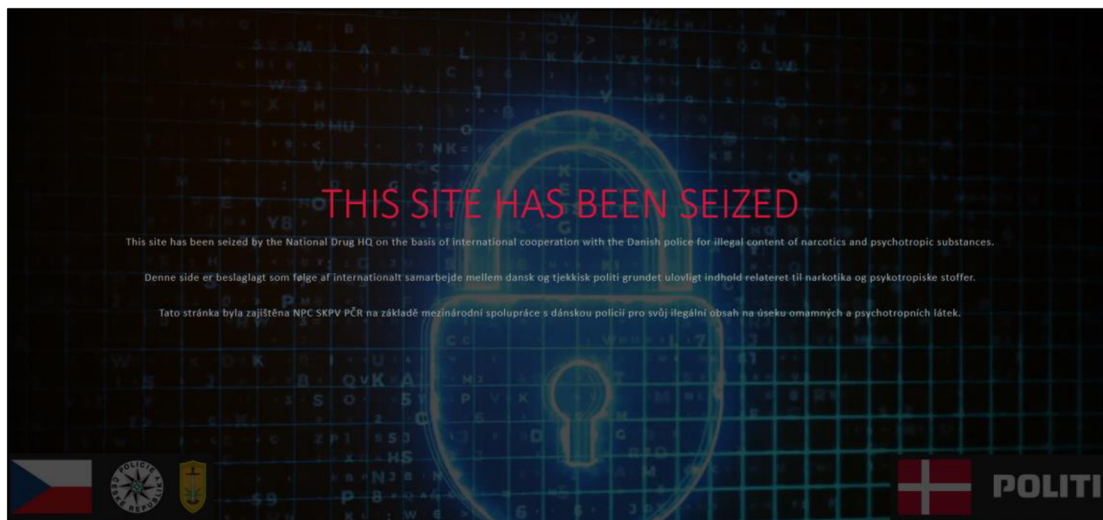 THIS SITE HAS BEEN SEIZED
This site has been seized by the National Drug HQ on the basis of international cooperation with the Danish police for illegal content of narcotics and psychotropic substances.
Denne side er beslaglagt som følge af internationalt samarbejde mellem dansk og tjekkisk politi grundet ulovligt indhold relateret til narkotika og psykotropiske stoffer.
Tato stránka byla zajištěna NPC SKPV PČR na základě mezinárodní spolupráce s dánskou policií pro svůj ilegální obsah na úseku omamných a psychotropních látek.
POLICIE
ČESKÉ REPUBLIKY
POLITI